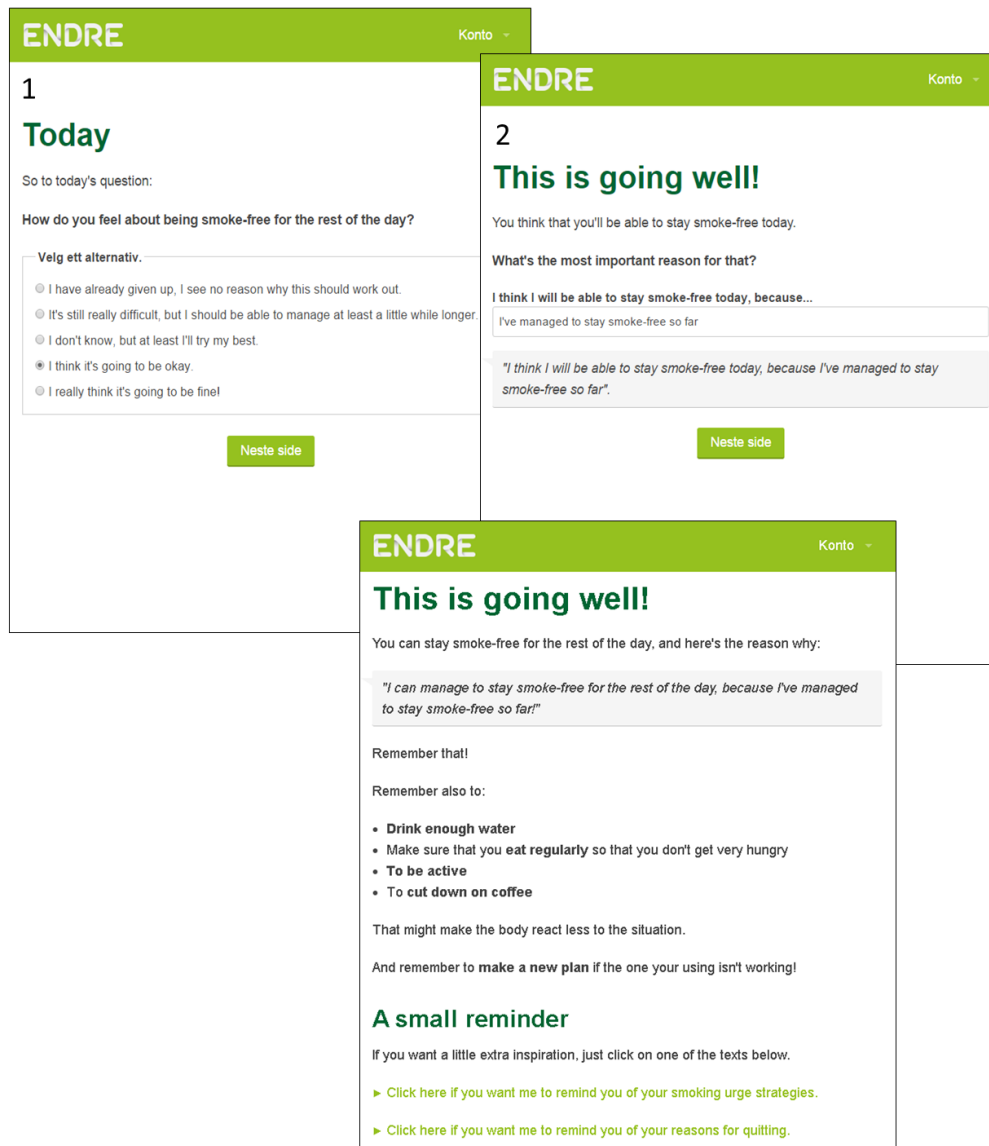 ENDRE
Konto
1
Today
So to today's question:
How do you feel about being smoke-free for the rest of the day?
Velg ett alternativ.
I have already given up, I see no reason why this should work out.
It's still really difficult, but I should be able to manage at least a little while longer.
I don't know, but at least I'll try my best.
I think it's going to be okay.
I really think it's going to be fine!
Neste side
ENDRE
Konto
2
This is going well!
You think that you'll be able to stay smoke-free today.
What's the most important reason for that?
I think I will be able to stay smoke-free today, because...
I've managed to stay smoke-free so far
"I think I will be able to stay smoke-free today, because I've managed to stay
smoke-free so far".
Neste side
ENDRE
Konto
This is going well!
You can stay smoke-free for the rest of the day, and here's the reason why:
"I can manage to stay smoke-free for the rest of the day, because I've managed
to stay smoke-free so far!"
Remember that!
Remember also to:
• Drink enough water
• Make sure that you eat regularly so that you don't get very hungry
• To be active
• To cut down on coffee
That might make the body react less to the situation.
And remember to make a new plan if the one your using isn't working!
A small reminder
If you want a little extra inspiration, just click on one of the texts below.
► Click here if you want me to remind you of your smoking urge strategies.
► Click here if you want me to remind you of your reasons for quitting.